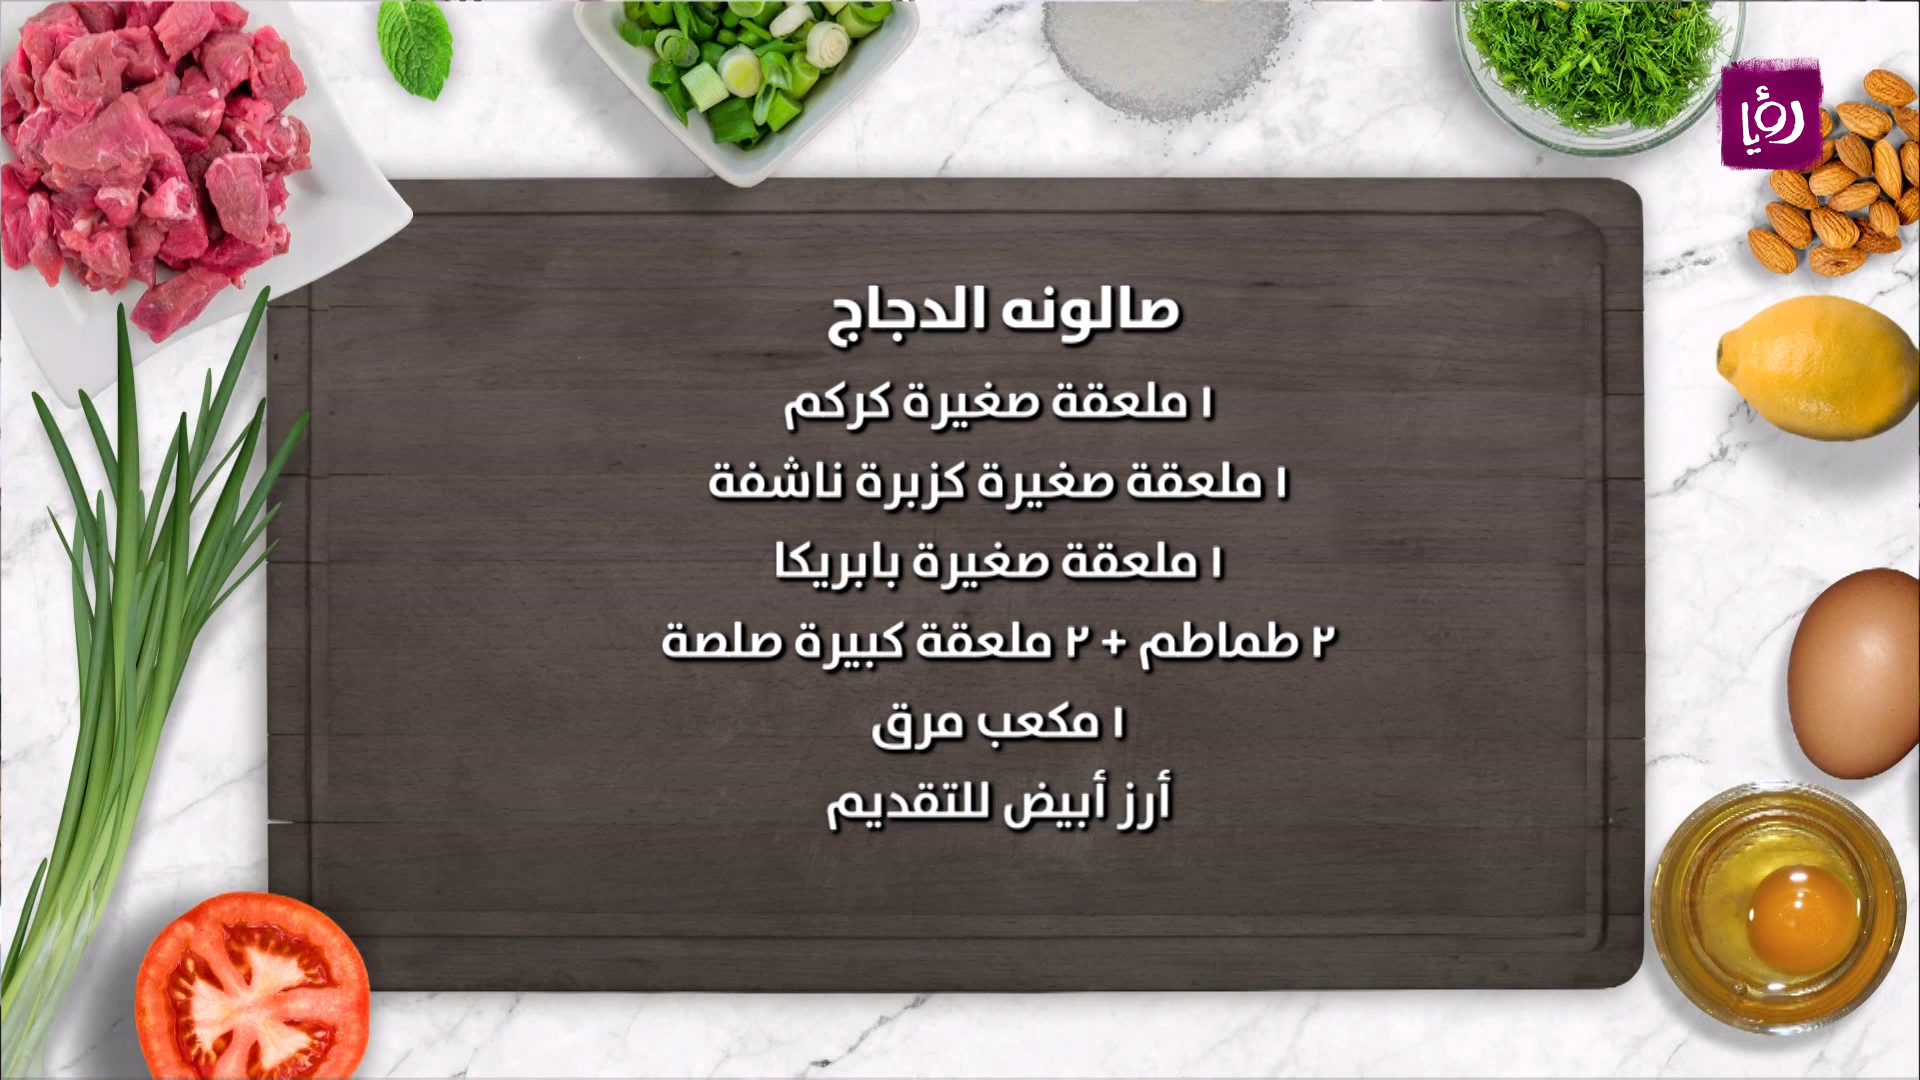 رؤيا
صالونه الدجاج
١ ملعقة صغيرة كركم
١ ملعقة صغيرة كزبرة ناشفة
١ ملعقة صغيرة بابريكا
٢ طماطم + ٢ ملعقة كبيرة صلصة
١ مكعب مرق
أرز أبيض للتقديم